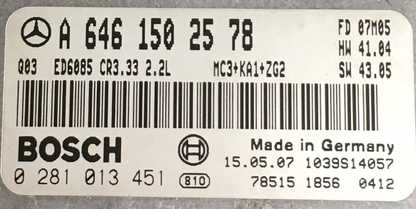 A 646 150 25 78 FD 07M05
HW 41.04
Q03 ED6085 CR3.33 2.2L MC3+KA1+ZG2 SW 43.05
BOSCH Made in Germany
15.05.07 1039S14057
0 281 013 451 810 78515 1856 0412